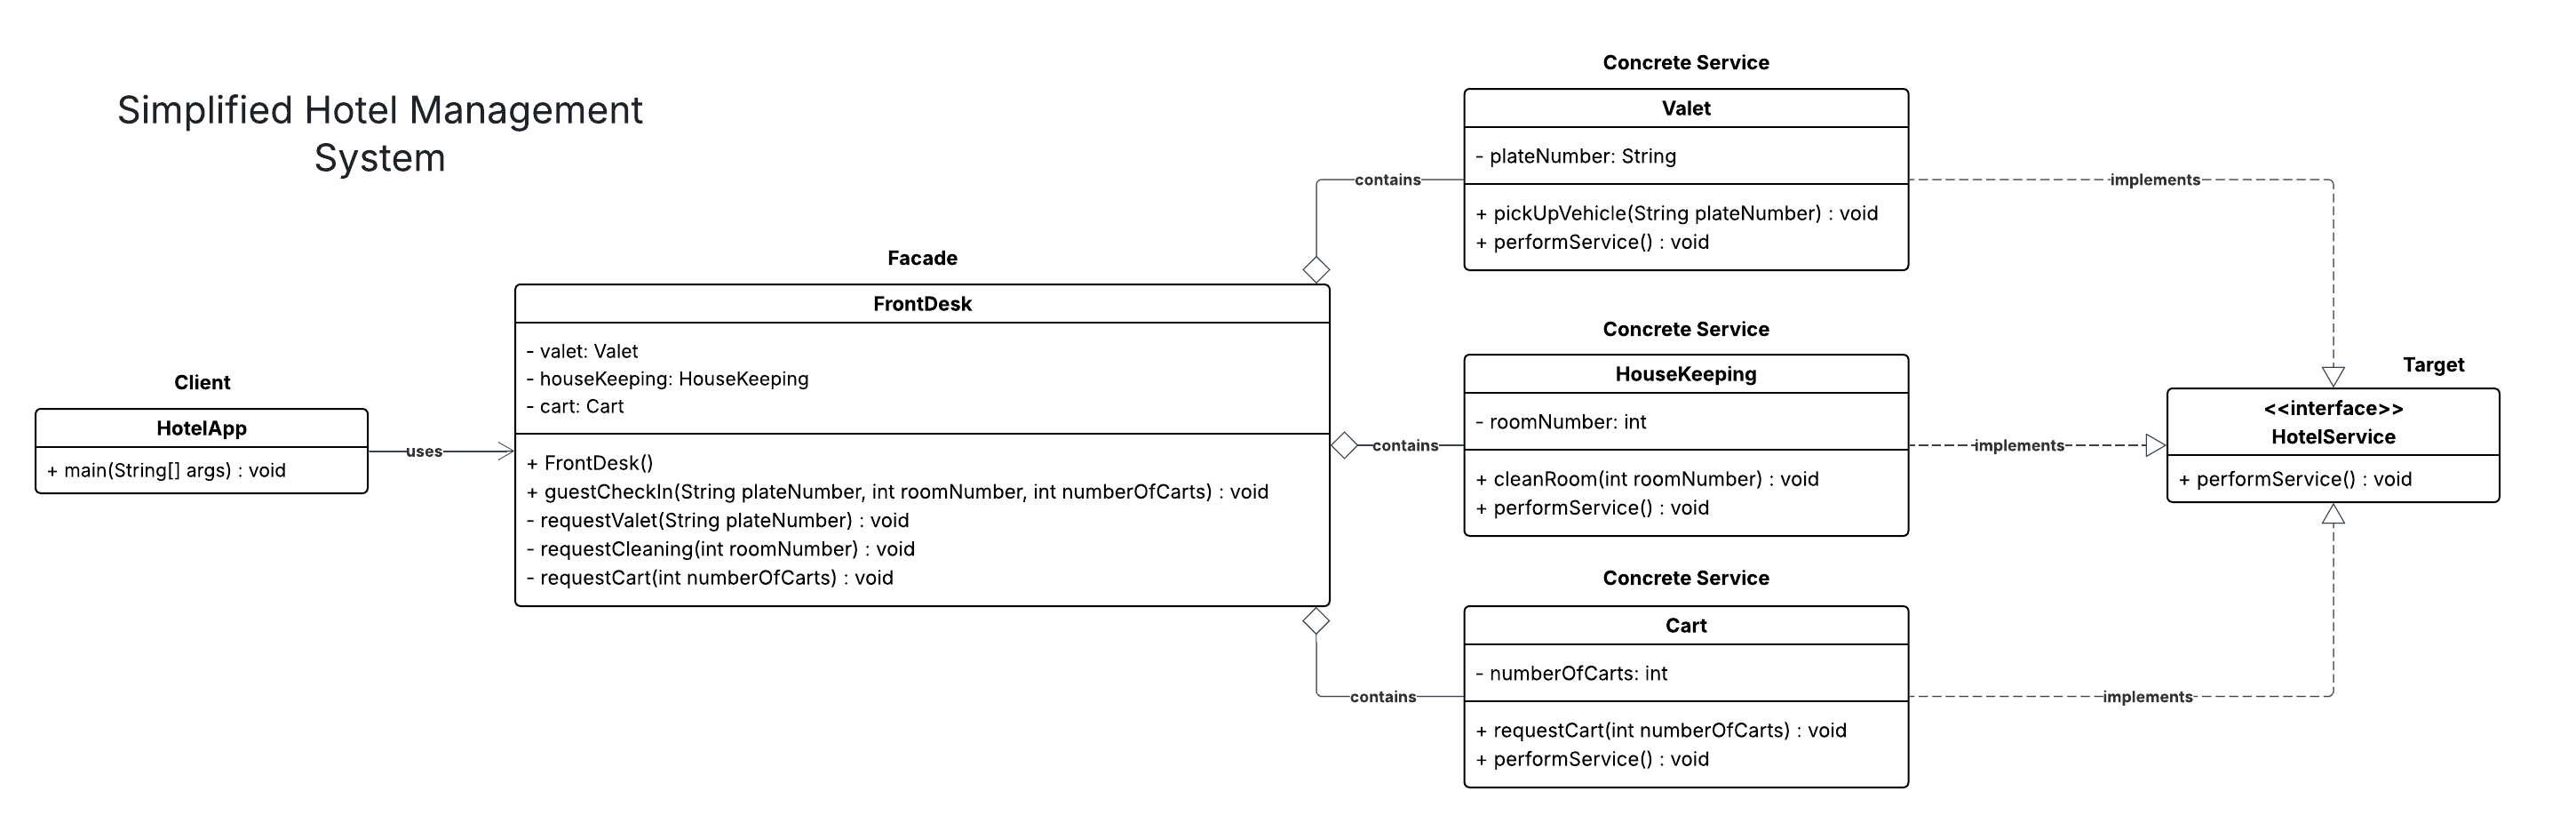 Simplified Hotel Management
System
Client
HotelApp
+ main(String[] args) : void
uses
Facade
FrontDesk
- valet: Valet
- houseKeeping: HouseKeeping
- cart: Cart
+ FrontDesk()
+ guestCheckIn(String plateNumber, int roomNumber, int numberOfCarts) : void
- requestValet(String plateNumber) : void
- requestCleaning(int roomNumber) : void
- requestCart(int numberOfCarts) : void
contains
Concrete Service
Valet
- plateNumber: String
+ pickUpVehicle(String plateNumber) : void
+ performService() : void
implements
contains
Concrete Service
HouseKeeping
- roomNumber: int
+ cleanRoom(int roomNumber) : void
+ performService() : void
implements
contains
Concrete Service
Cart
- numberOfCarts: int
+ requestCart(int numberOfCarts) : void
+ performService() : void
implements
Target
<<interface>>
HotelService
+ performService() : void